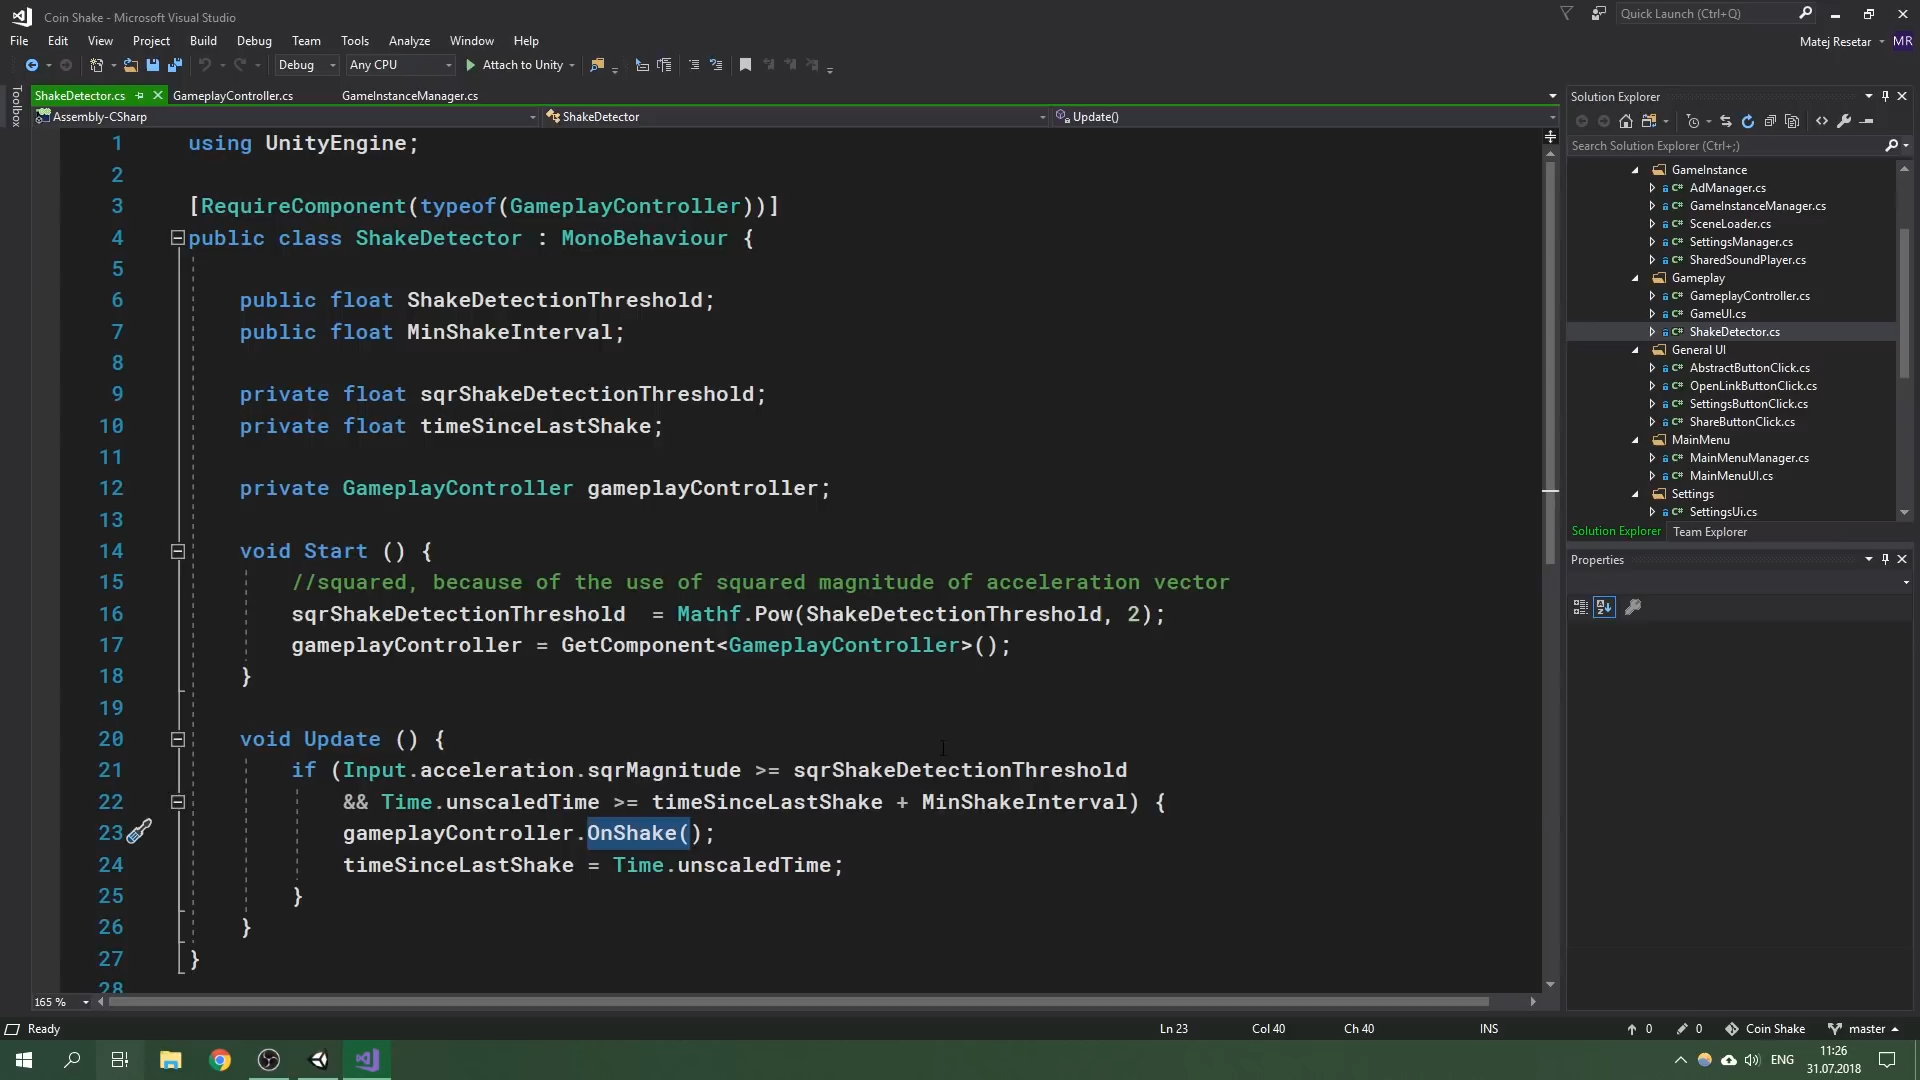 Coin Shake - Microsoft Visual Studio
Quick Launch (Ctrl+Q)
File Edit View Project Build Debug Team Tools Analyze Window Help
Matej Resetar MR
Debug Any CPU Attach to Unity
Toolbox
ShakeDetector.cs GameplayController.cs GameInstanceManager.cs
Assembly-CSharp ShakeDetector Update()
1 using UnityEngine;
2
3 [RequireComponent(typeof(GameplayController))]
4 public class ShakeDetector : MonoBehaviour {
5
6 public float ShakeDetectionThreshold;
7 public float MinShakeInterval;
8
9 private float sqrShakeDetectionThreshold;
10 private float timeSinceLastShake;
11
12 private GameplayController gameplayController;
13
14 void Start () {
15 //squared, because of the use of squared magnitude of acceleration vector
16 sqrShakeDetectionThreshold  = Mathf.Pow(ShakeDetectionThreshold, 2);
17 gameplayController = GetComponent<GameplayController>();
18 }
19
20 void Update () {
21 if (Input.acceleration.sqrMagnitude >= sqrShakeDetectionThreshold
22 && Time.unscaledTime >= timeSinceLastShake + MinShakeInterval) {
23 gameplayController.OnShake();
24 timeSinceLastShake = Time.unscaledTime;
25 }
26 }
27 }
28
165 %
Solution Explorer
Search Solution Explorer (Ctrl+;)
GameInstance
C# AdManager.cs
C# GameInstanceManager.cs
C# SceneLoader.cs
C# SettingsManager.cs
C# SharedSoundPlayer.cs
Gameplay
C# GameplayController.cs
C# GameUI.cs
C# ShakeDetector.cs
General UI
C# AbstractButtonClick.cs
C# OpenLinkButtonClick.cs
C# SettingsButtonClick.cs
C# ShareButtonClick.cs
MainMenu
C# MainMenuManager.cs
C# MainMenuUI.cs
Settings
C# SettingsUi.cs
Solution Explorer Team Explorer
Properties
Ready Ln 23 Col 40 Ch 40 INS 0 0 Coin Shake master
ENG 11:26
31.07.2018